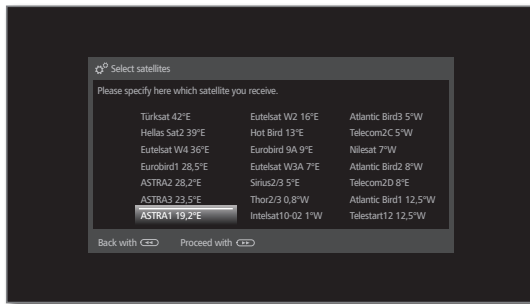 Select satellites
Please specify here which satellite you receive.
Türksat 42°E
Hellas Sat2 39°E
Eutelsat W4 36°E
Eurobird1 28,5°E
ASTRA2 28,2°E
ASTRA3 23,5°E
ASTRA1 19,2°E
Eutelsat W2 16°E
Hot Bird 13°E
Eurobird 9A 9°E
Eutelsat W3A 7°E
Sirius2/3 5°E
Thor2/3 0,8°W
Intelsat10-02 1°W
Atlantic Bird3 5°W
Telecom2C 5°W
Nilesat 7°W
Atlantic Bird2 8°W
Telecom2D 8°E
Atlantic Bird1 12,5°W
Telestart12 12,5°W
Back with Proceed with